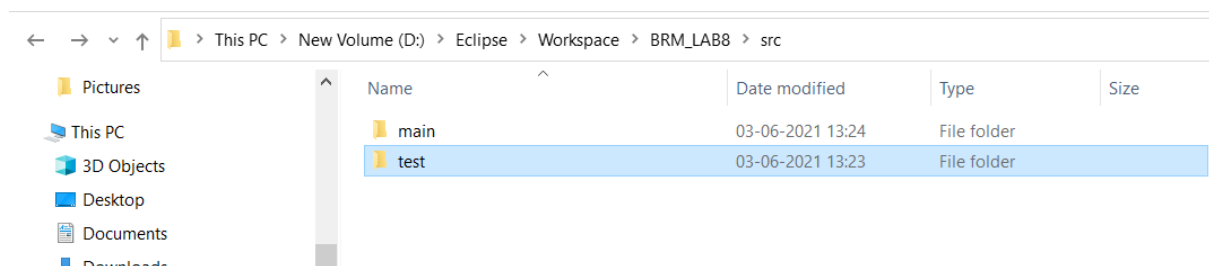 This PC > New Volume (D:) > Eclipse > Workspace > BRM_LAB8 > src
Pictures
This PC
3D Objects
Desktop
Documents
Downloads
Name Date modified Type Size
main 03-06-2021 13:24 File folder
test 03-06-2021 13:23 File folder